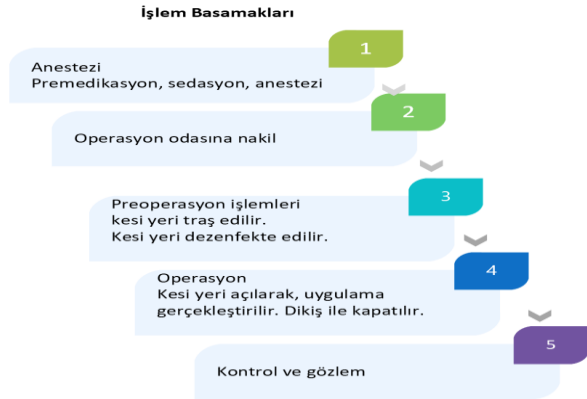 İşlem Basamakları
1
Anestezi
Premedikasyon, sedasyon, anestezi
2
Operasyon odasına nakil
3
Preoperasyon işlemleri
kesi yeri traş edilir.
Kesi yeri dezenfekte edilir.
4
Operasyon
Kesi yeri açılarak, uygulama
gerçekleştirilir. Dikiş ile kapatılır.
5
Kontrol ve gözlem